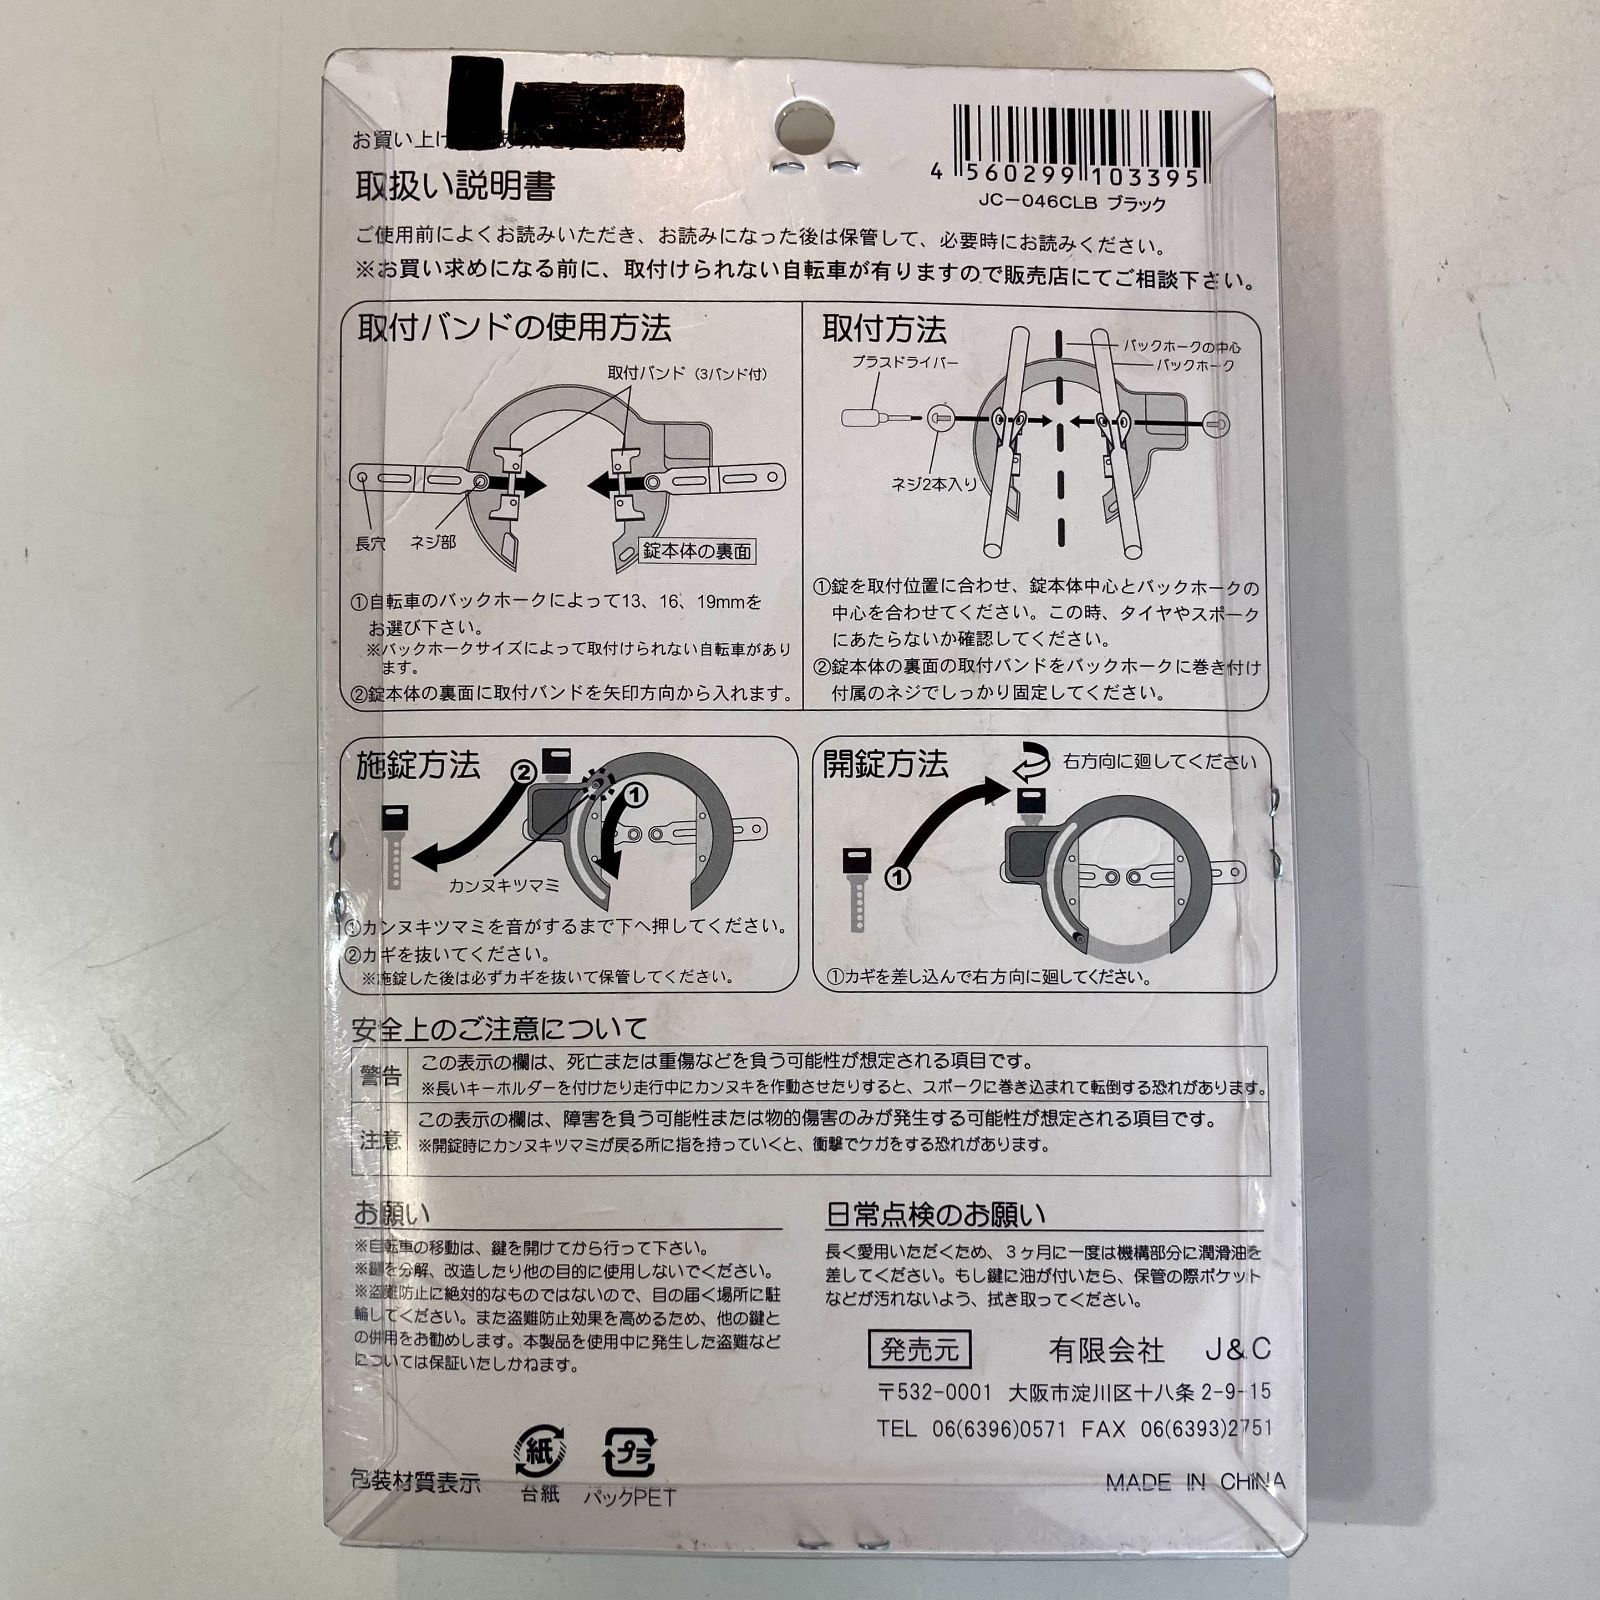 お買い上げ
取扱い説明書
4 560299 103395
JC-046CLB ブラック
ご使用前によくお読みいただき、お読みになった後は保管して、必要時にお読みください。
※お買い求めになる前に、取付けられない自転車が有りますので販売店にてご相談下さい。
取付バンドの使用方法
取付バンド(3バンド付)
長穴
ネジ部
錠本体の裏面
①自転車のバックホークによって13、16、19mmを
お選び下さい。
※バックホークサイズによって取付けられない自転車があり
ます。
②錠本体の裏面に取付バンドを矢印方向から入れます。
取付方法
プラスドライバー
バックホークの中心
バックホーク
ネジ2本入り
①錠を取付位置に合わせ、錠本体中心とバックホークの
中心を合わせてください。この時、タイヤやスポーク
にあたらないか確認してください。
②錠本体の裏面の取付バンドをバックホークに巻き付け
付属のネジでしっかり固定してください。
施錠方法
②
①
カンヌキツマミ
①カンヌキツマミを音がするまで下へ押してください。
②カギを抜いてください。
※施錠した後は必ずカギを抜いて保管してください。
開錠方法
右方向に廻してください
①
①カギを差し込んで右方向に廻してください。
安全上のご注意について
警告
この表示の欄は、死亡または重傷などを負う可能性が想定される項目です。
※長いキーホルダーを付けたり走行中にカンヌキを作動させたりすると、スポークに巻き込まれて転倒する恐れがあります。
注意
この表示の欄は、障害を負う可能性または物的傷害のみが発生する可能性が想定される項目です。
※開錠時にカンヌキツマミが戻る所に指を持っていくと、衝撃でケガをする恐れがあります。
お願い
※自転車の移動は、鍵を開けてから行って下さい。
※鍵を分解、改造したり他の目的に使用しないでください。
※盗難防止に絶対的なものではないので、目の届く場所に駐
輪してください。また盗難防止効果を高めるため、他の鍵と
の併用をお勧めします。本製品を使用中に発生した盗難など
については保証いたしかねます。
日常点検のお願い
長く愛用いただくため、3ヶ月に一度は機構部分に潤滑油を
差してください。もし鍵に油が付いたら、保管の際ポケット
などが汚れないよう、拭き取ってください。
発売元 有限会社 J&C
〒532-0001 大阪市淀川区十八条2-9-15
TEL 06(6396)0571 FAX 06(6393)2751
包装材質表示
紙
台紙
プラ
パックPET
MADE IN CHINA